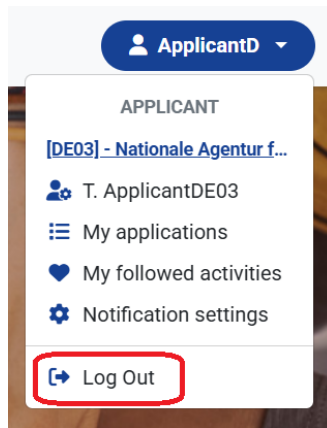 ApplicantD
APPLICANT
[DE03] - Nationale Agentur f...
T. ApplicantDE03
My applications
My followed activities
Notification settings
Log Out